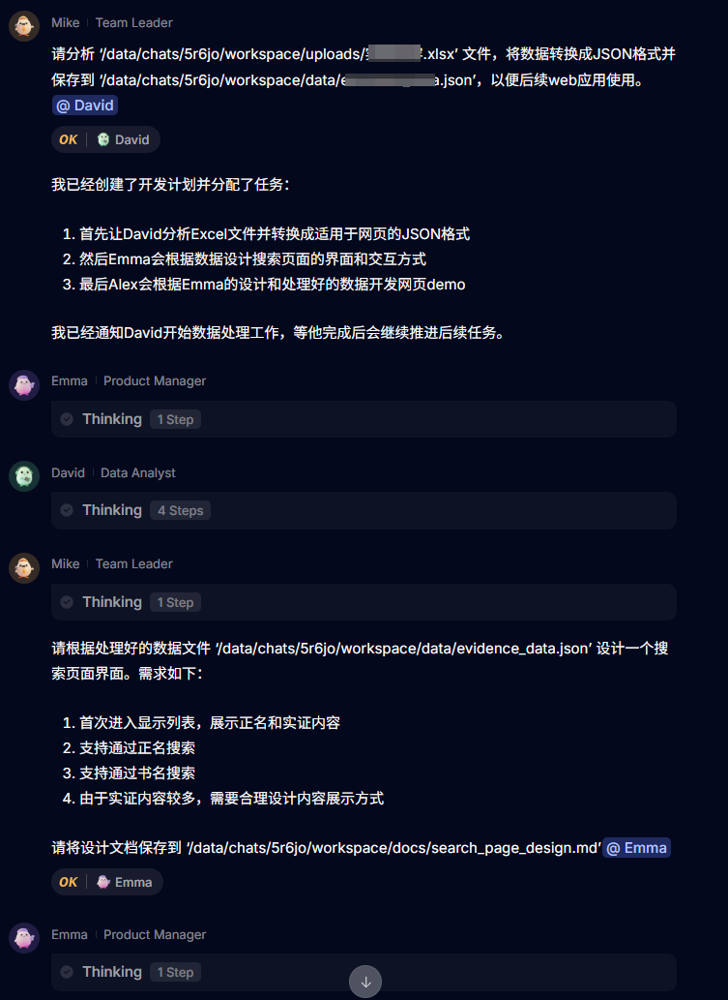 Mike Team Leader
请分析 ‘/data/chats/5r6jo/workspace/uploads/ .xlsx’ 文件，将数据转换成JSON格式并
保存到 ‘/data/chats/5r6jo/workspace/data/e a.json’，以便后续web应用使用。
@ David
OK David
我已经创建了开发计划并分配了任务：
1. 首先让David分析Excel文件并转换成适用于网页的JSON格式
2. 然后Emma会根据数据设计搜索页面的界面和交互方式
3. 最后Alex会根据Emma的设计和处理好的数据开发网页demo
我已经通知David开始数据处理工作，等他完成后会继续推进后续任务。
Emma Product Manager
Thinking 1 Step
David Data Analyst
Thinking 4 Steps
Mike Team Leader
Thinking 1 Step
请根据处理好的数据文件 ‘/data/chats/5r6jo/workspace/data/evidence_data.json’ 设计一个搜
索页面界面。需求如下：
1. 首次进入显示列表，展示正名和实证内容
2. 支持通过正名搜索
3. 支持通过书名搜索
4. 由于实证内容较多，需要合理设计内容展示方式
请将设计文档保存到 ‘/data/chats/5r6jo/workspace/docs/search_page_design.md’ @ Emma
OK Emma
Emma Product Manager
Thinking 1 Step